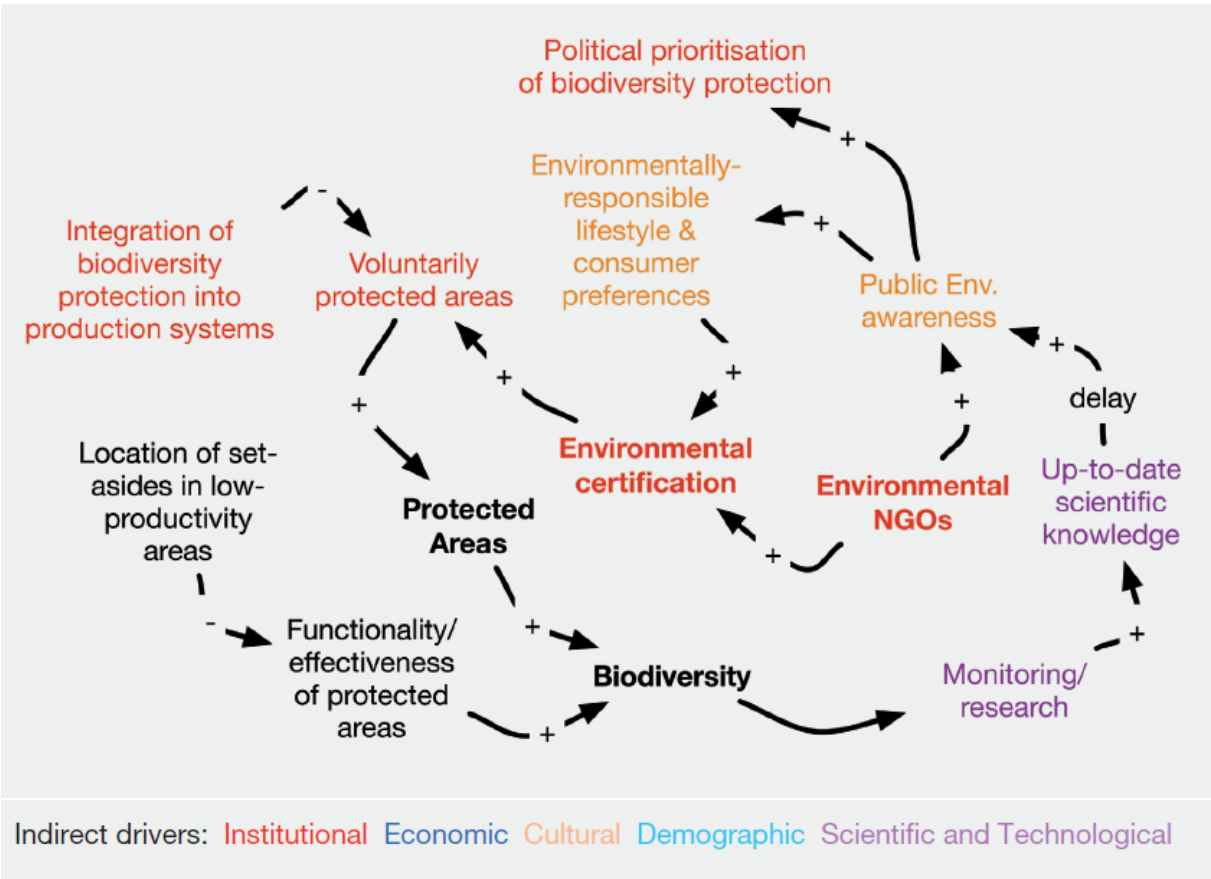 Political prioritisation
of biodiversity protection
+
Environmentally-
responsible
lifestyle &
consumer
preferences
-
+
Integration of
biodiversity
protection into
production systems
Voluntarily
protected areas
Public Env.
awareness
+
+
+
+
+
delay
Location of set-
asides in low-
productivity
areas
Environmental
certification
Environmental
NGOs
Up-to-date
scientific
knowledge
Protected
Areas
+
-
+
+
Functionality/
effectiveness
of protected
areas
Biodiversity
Monitoring/
research
+
Indirect drivers: Institutional Economic Cultural Demographic Scientific and Technological